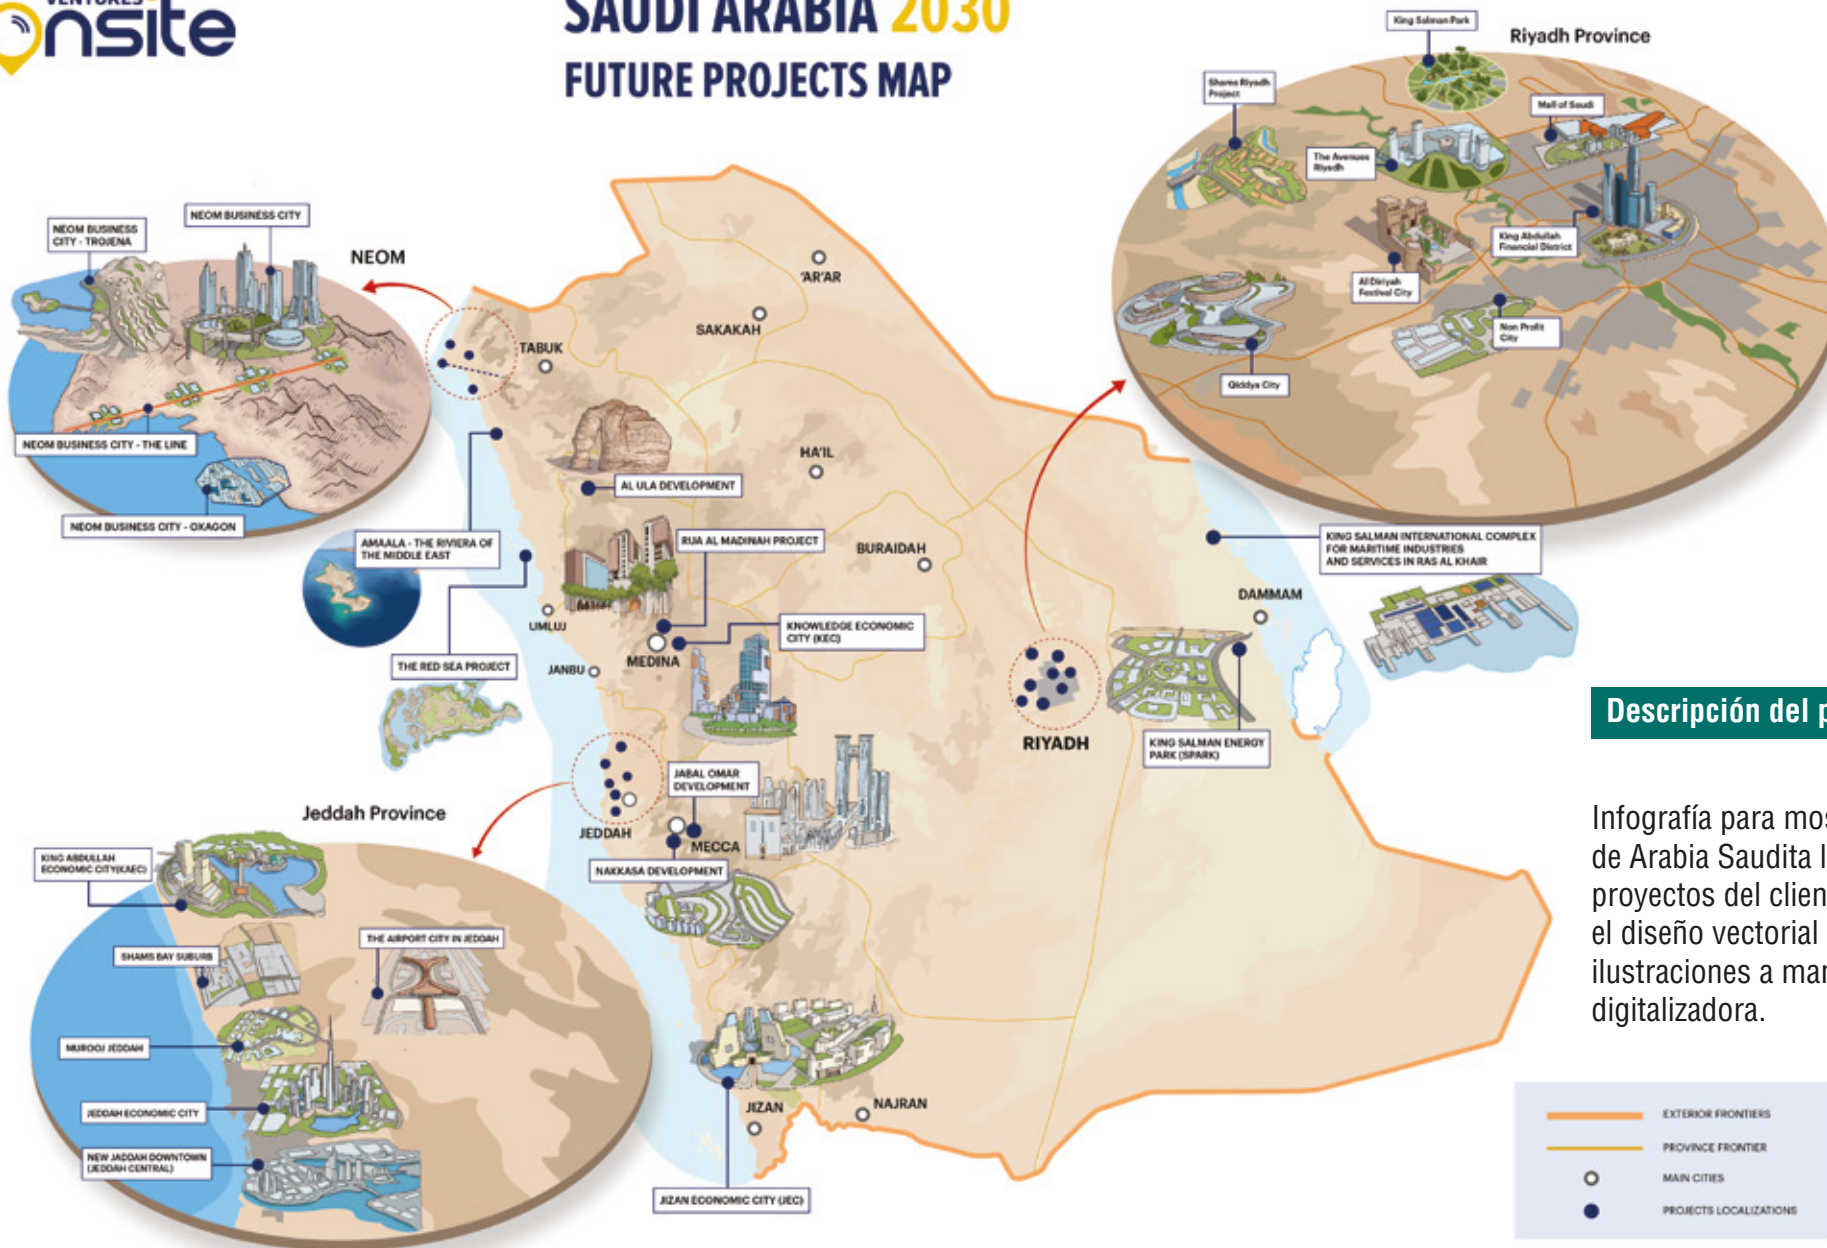 VENTURES
onsite
SAUDI ARABIA 2030
FUTURE PROJECTS MAP
King Salman Park
Riyadh Province
Shams Riyadh
Project
Mall of Saudi
The Avenues
Riyadh
King Abdullah
Financial District
Al Diriyah
Festival City
Non Profit
City
Qiddya City
NEOM BUSINESS
CITY - TROJENA
NEOM BUSINESS CITY
NEOM
NEOM BUSINESS CITY - THE LINE
NEOM BUSINESS CITY - OXAGON
'AR'AR
SAKAKAH
TABUK
HA'IL
AL ULA DEVELOPMENT
AMAALA - THE RIVIERA OF
THE MIDDLE EAST
RUA AL MADINAH PROJECT
BURAIDAH
KING SALMAN INTERNATIONAL COMPLEX
FOR MARITIME INDUSTRIES
AND SERVICES IN RAS AL KHAIR
DAMMAM
UMLUJ
KNOWLEDGE ECONOMIC
CITY (KEC)
MEDINA
THE RED SEA PROJECT
JANBU
RIYADH
KING SALMAN ENERGY
PARK (SPARK)
JABAL OMAR
DEVELOPMENT
JEDDAH
MECCA
NAKKASA DEVELOPMENT
Jeddah Province
KING ABDULLAH
ECONOMIC CITY(KAEC)
THE AIRPORT CITY IN JEDDAH
SHAMS BAY SUBURB
MUROOJ JEDDAH
JEDDAH ECONOMIC CITY
NEW JADDAH DOWNTOWN
(JEDDAH CENTRAL)
JIZAN
NAJRAN
JIZAN ECONOMIC CITY (JEC)
Descripción del p
Infografía para mos
de Arabia Saudita l
proyectos del clien
el diseño vectorial
ilustraciones a mar
digitalizadora.
EXTERIOR FRONTIERS
PROVINCE FRONTIER
MAIN CITIES
PROJECTS LOCALIZATIONS